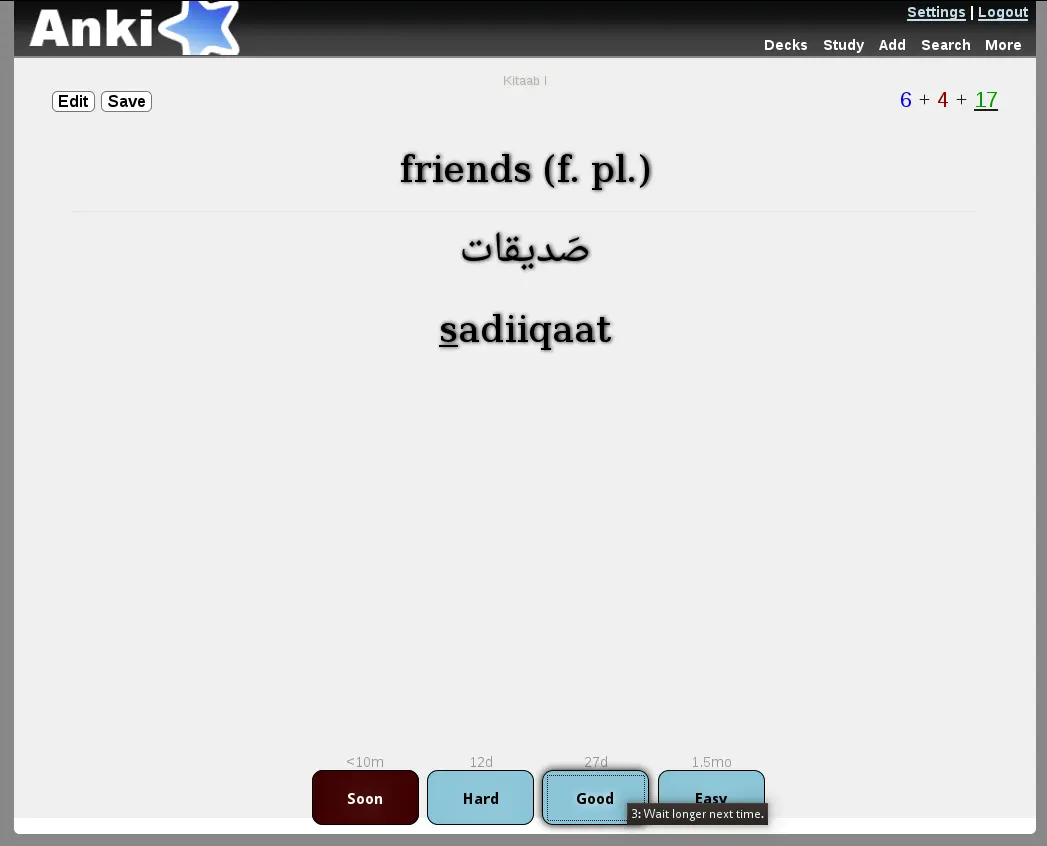 Anki
Settings | Logout
Decks Study Add Search More
Kitaab I
Edit Save
6 + 4 + 17
friends (f. pl.)
صَديقات
sadiiqaat
<10m 12d 27d 1.5mo
Soon Hard Good Easy
3: Wait longer next time.